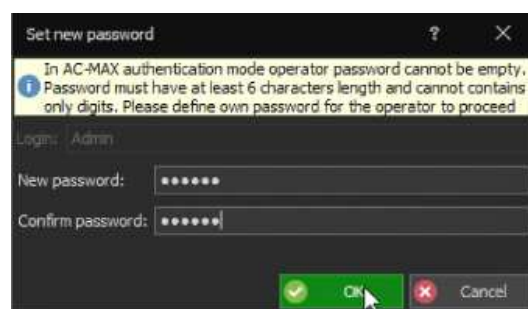 Set new password ? ×
In AC-MAX authentication mode operator password cannot be empty.
Password must have at least 6 characters length and cannot contains
only digits. Please define own password for the operator to proceed
Login: Admin
New password: ••••••
Confirm password: ••••••
OK Cancel